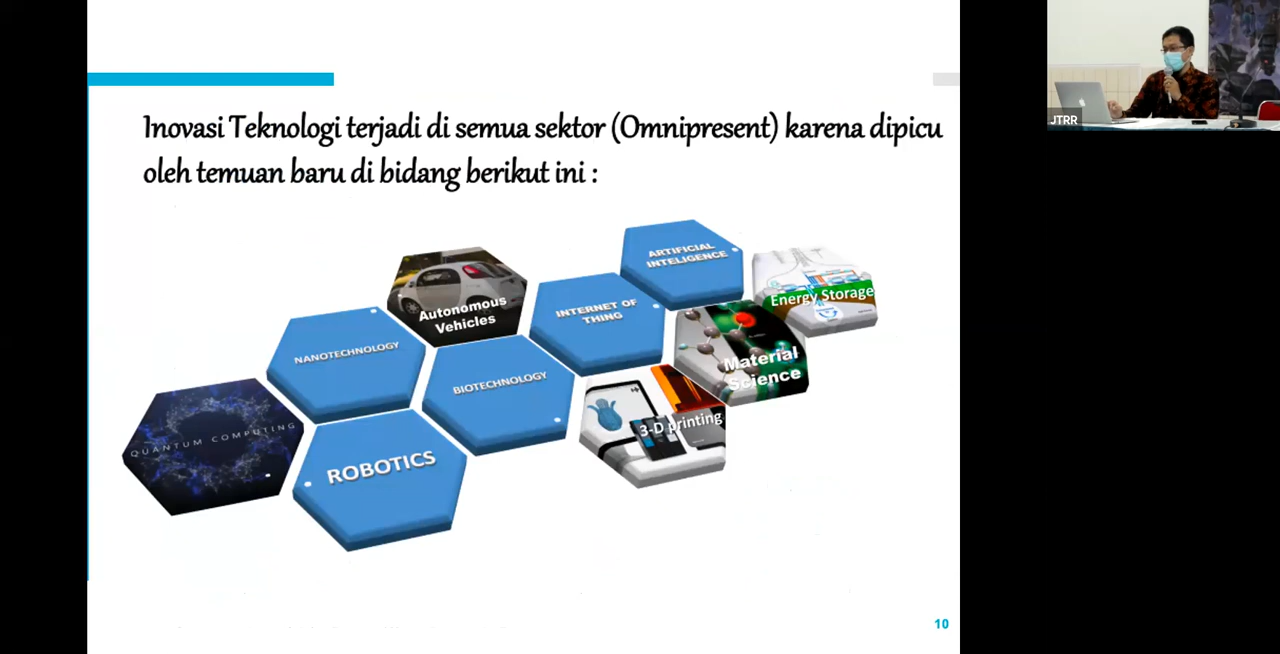 Inovasi Teknologi terjadi di semua sektor (Omnipresent) karena dipicu
oleh temuan baru di bidang berikut ini :
ARTIFICIAL
INTELIGENCE
Energy Storage
Autonomous
Vehicles
INTERNET OF
THING
NANOTECHNOLOGY
BIOTECHNOLOGY
Material
Science
3-D printing
QUANTUM COMPUTING
ROBOTICS
10
JTRR